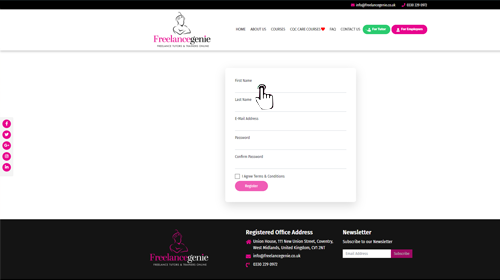 info@freelancegenie.co.uk 0330 229 0972
HOME ABOUT US COURSES CQC CARE COURSES FAQ CONTACT US For Tutor For Employers
Freelancegenie
FREELANCE TUTORS & TRAINERS ONLINE
First Name
Last Name
E-Mail Address
Password
Confirm Password
I Agree Terms & Conditions
Register
Freelancegenie
FREELANCE TUTORS & TRAINERS ONLINE
Registered Office Address
Union House, 111 New Union Street, Coventry,
West Midlands, United Kingdom, CV1 2NT
info@freelancegenie.co.uk
0330 229 0972
Newsletter
Subscribe to our Newsletter
Email Address Subscribe